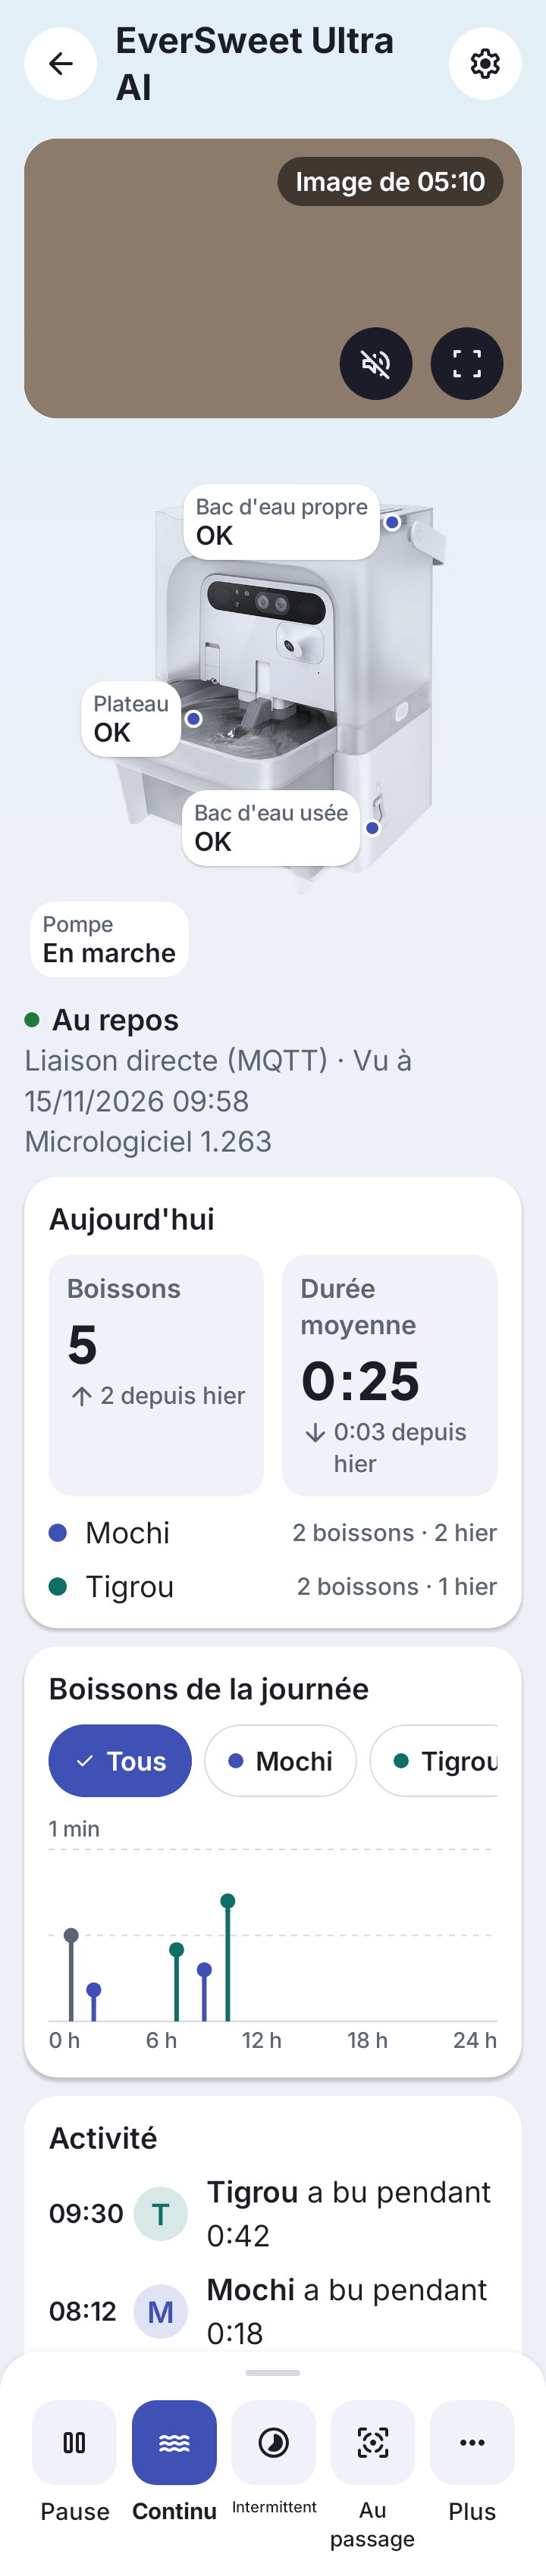 EverSweet Ultra
AI
Image de 05:10
Bac d'eau propre
OK
Plateau
OK
Bac d'eau usée
OK
Pompe
En marche
Au repos
Liaison directe (MQTT) · Vu à
15/11/2026 09:58
Micrologiciel 1.263
Aujourd'hui
Boissons
5
↑ 2 depuis hier
Durée
moyenne
0:25
↓ 0:03 depuis
hier
Mochi 2 boissons · 2 hier
Tigrou 2 boissons · 1 hier
Boissons de la journée
Tous Mochi Tigrou
1 min
0 h 6 h 12 h 18 h 24 h
Activité
09:30 T Tigrou a bu pendant
0:42
08:12 M Mochi a bu pendant
0:18
Pause Continu Intermittent Au
passage Plus